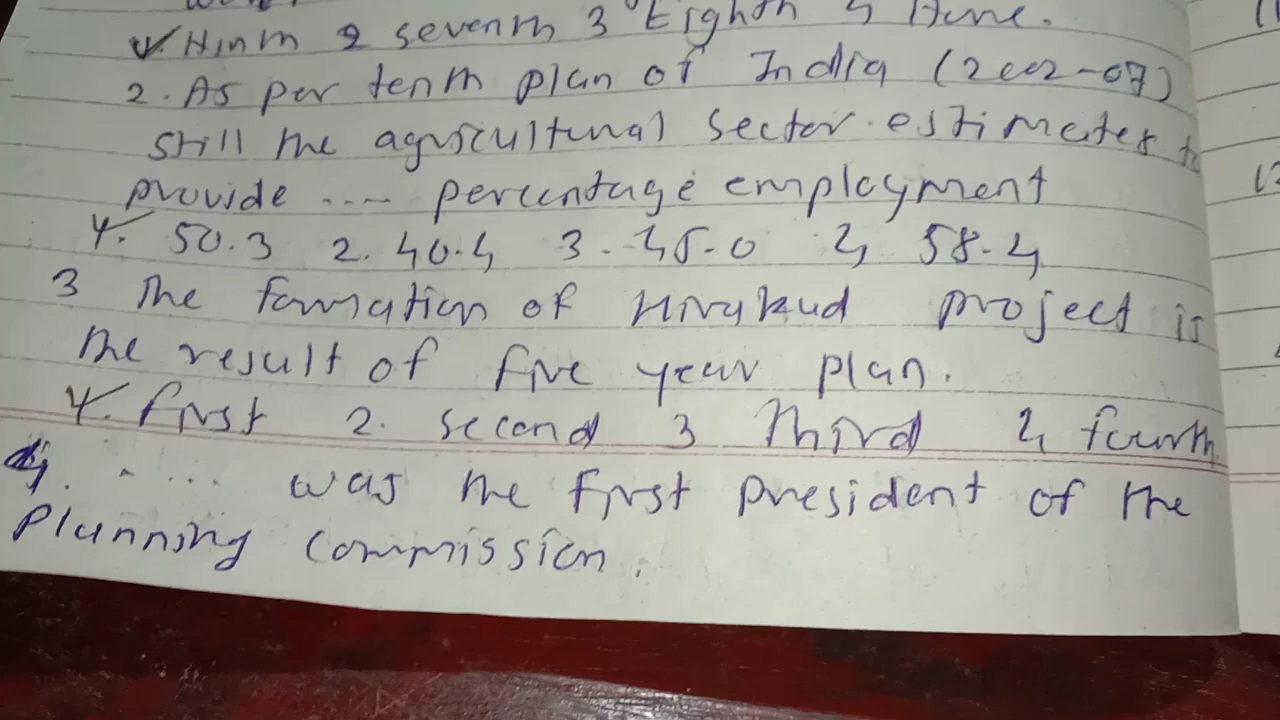 1. Ninth 2 seventh 3 Eighth 4 None.
2. As per tenth plan of India (2002-07)
still the agricultural sector estimates to
provide .... percentage employment
1. 50.3 2. 40.4 3. 45.0 4 58.4
3 The formation of Hirakud project is
the result of five year plan.
1. first 2. second 3 Third 4 fourth
4. .... was the first president of the
planning commission.